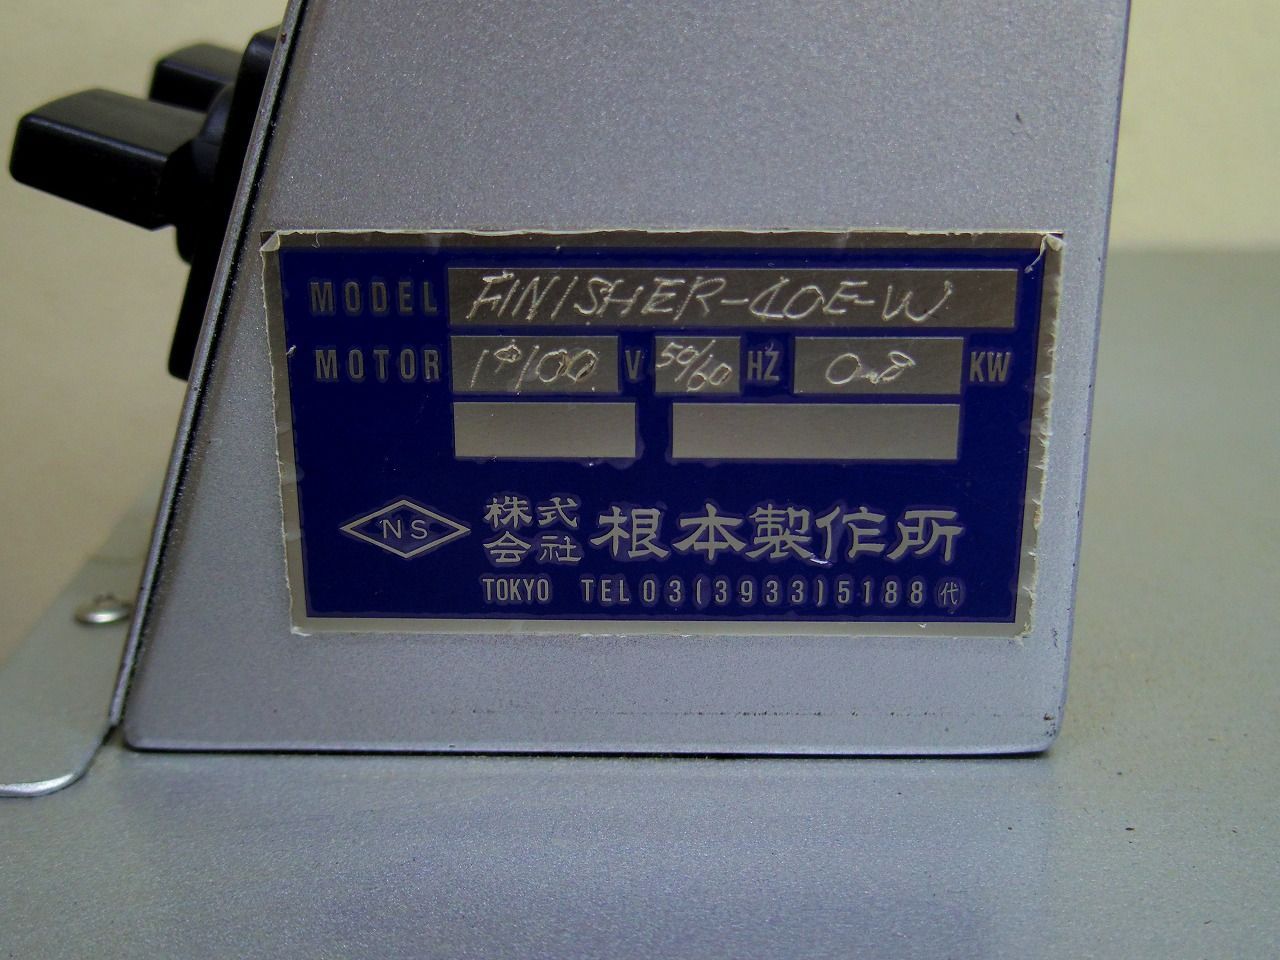 MODEL FINISHER-COE-W
MOTOR 1φ100 V 50/60 HZ 0.8 KW
NS 株式会社 根本製作所
TOKYO TEL 03(3933)5188 代